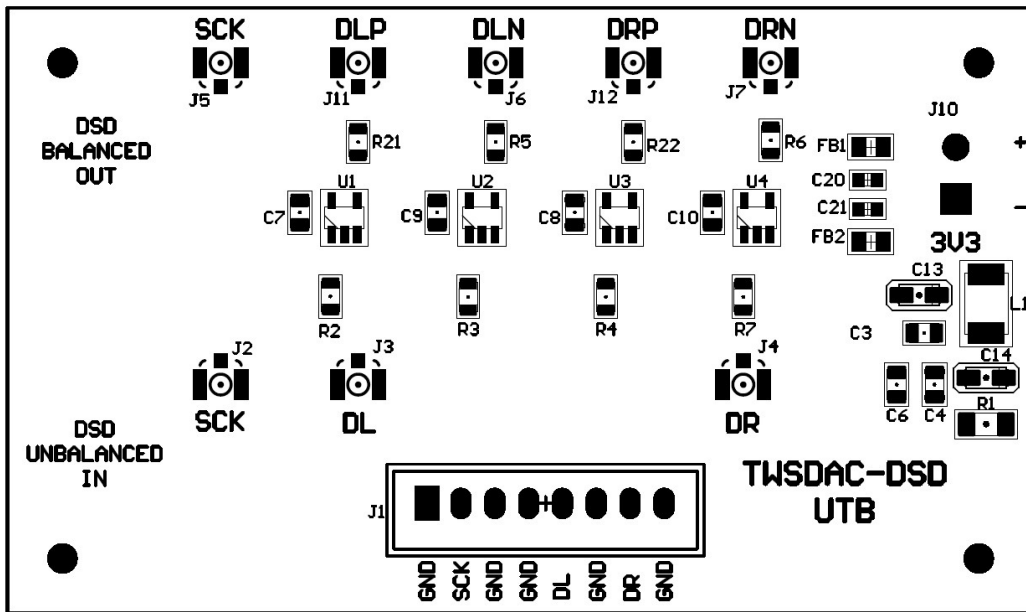 SCK DLP DLN DRP DRN
J5 J11 J6 J12 J7
J10
DSD
BALANCED
OUT
R21 R5 R22 R6
FB1 +
C20
C21 −
FB2
U1 U2 U3 U4
C7 C9 C8 C10
3V3
C13
L1
R2 R3 R4 R7
C3
J2 J3 J4
C14
SCK DL DR
C6 C4 R1
DSD
UNBALANCED
IN
TWSDAC-DSD
UTB
J1
GND SCK GND GND DL GND DR GND